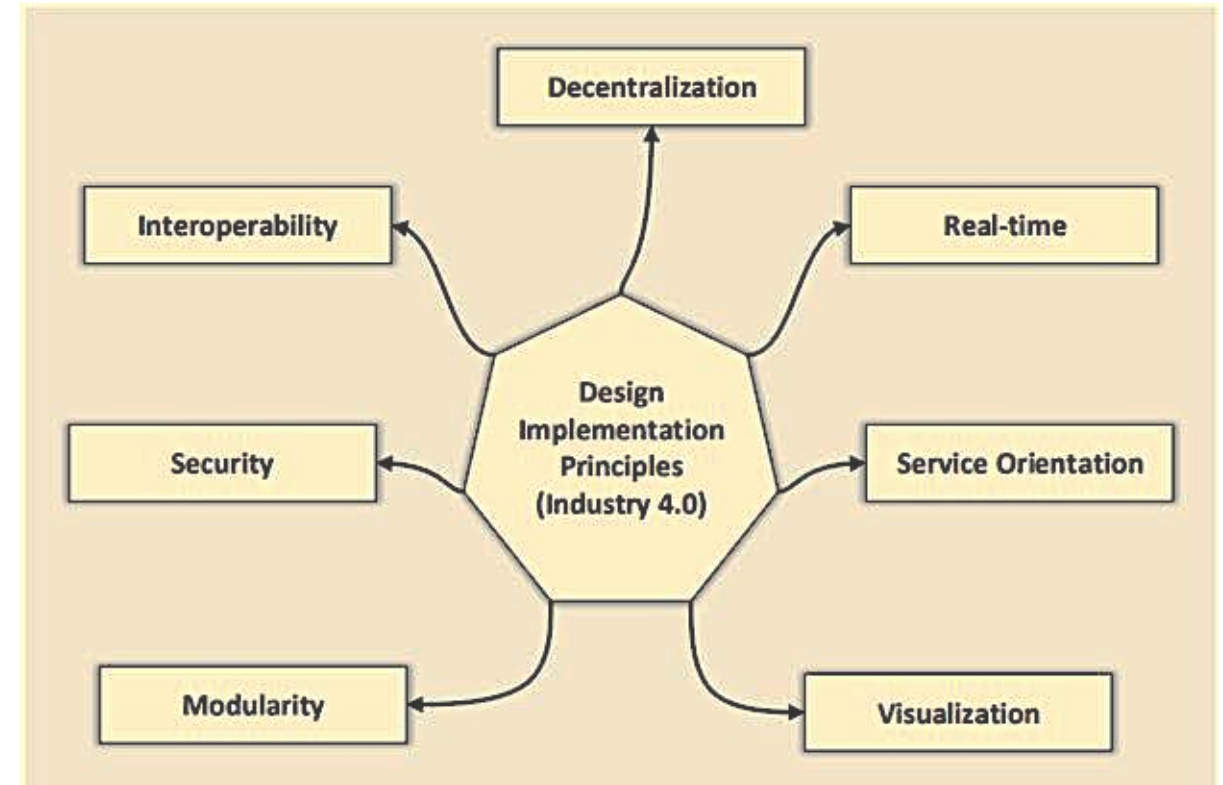 Decentralization
Interoperability
Real-time
Design
Implementation
Principles
(Industry 4.0)
Security
Service Orientation
Modularity
Visualization